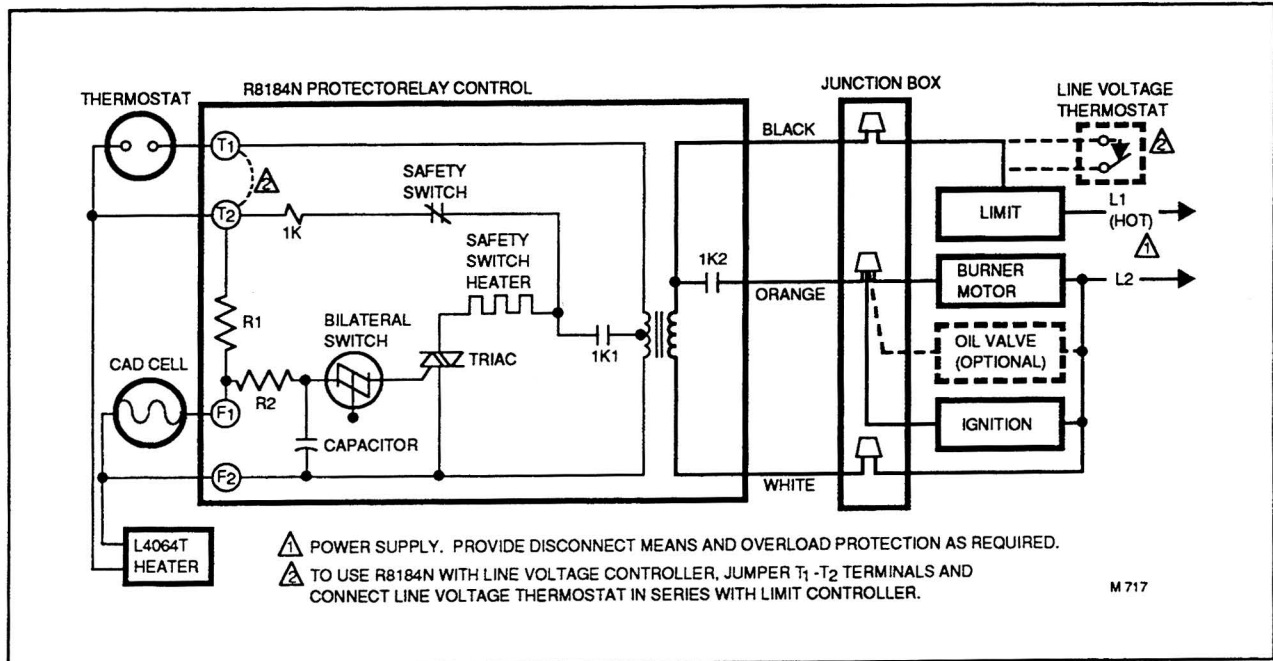 R8184N PROTECTORELAY CONTROL
JUNCTION BOX
THERMOSTAT
LINE VOLTAGE
THERMOSTAT
BLACK
T1
2
2
SAFETY
SWITCH
T2
1K
LIMIT
L1
(HOT)
1
SAFETY
SWITCH
HEATER
1K2
ORANGE
BURNER
MOTOR
L2
R1
BILATERAL
SWITCH
TRIAC
1K1
OIL VALVE
(OPTIONAL)
CAD CELL
R2
F1
CAPACITOR
IGNITION
F2
WHITE
L4064T
HEATER
1 POWER SUPPLY. PROVIDE DISCONNECT MEANS AND OVERLOAD PROTECTION AS REQUIRED.
2 TO USE R8184N WITH LINE VOLTAGE CONTROLLER, JUMPER T1-T2 TERMINALS AND
CONNECT LINE VOLTAGE THERMOSTAT IN SERIES WITH LIMIT CONTROLLER.
M 717